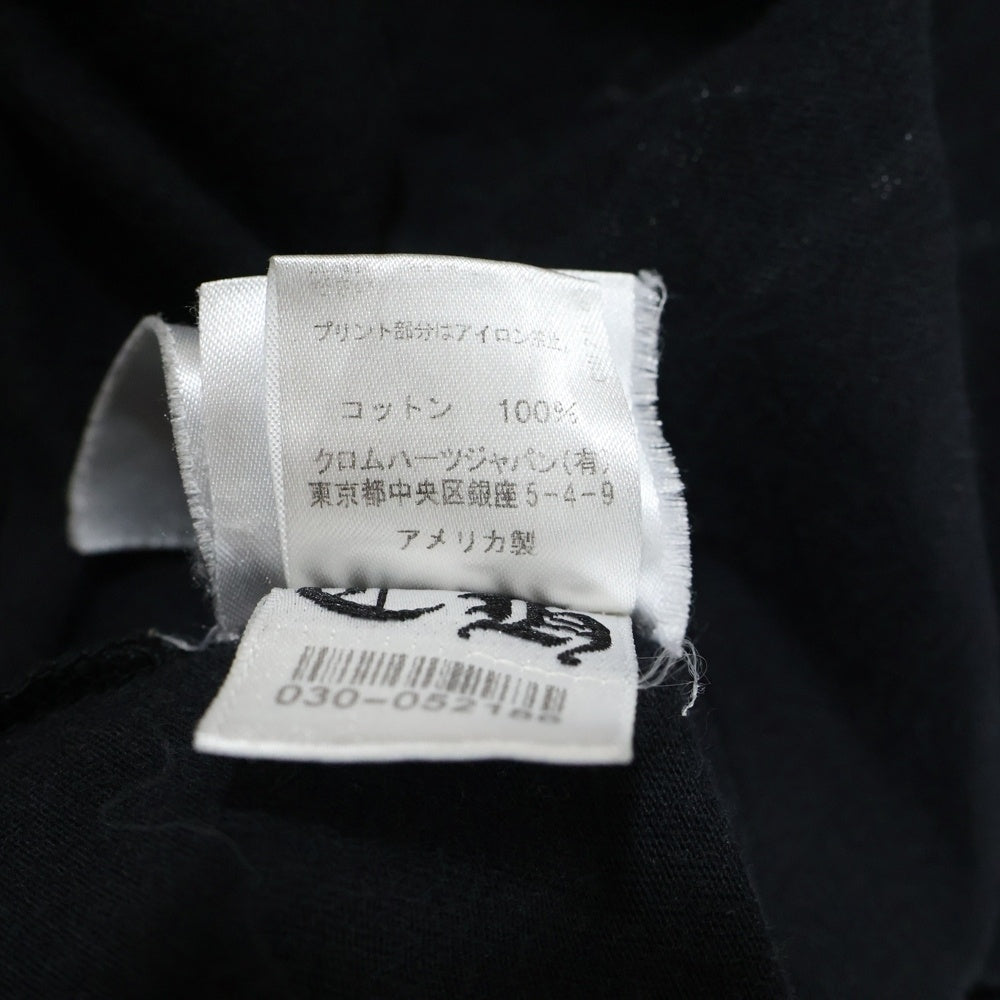 プリント部分はアイロン禁止
コットン 100%
クロムハーツジャパン(有)
東京都中央区銀座5-4-9
アメリカ製
CH
030-052188